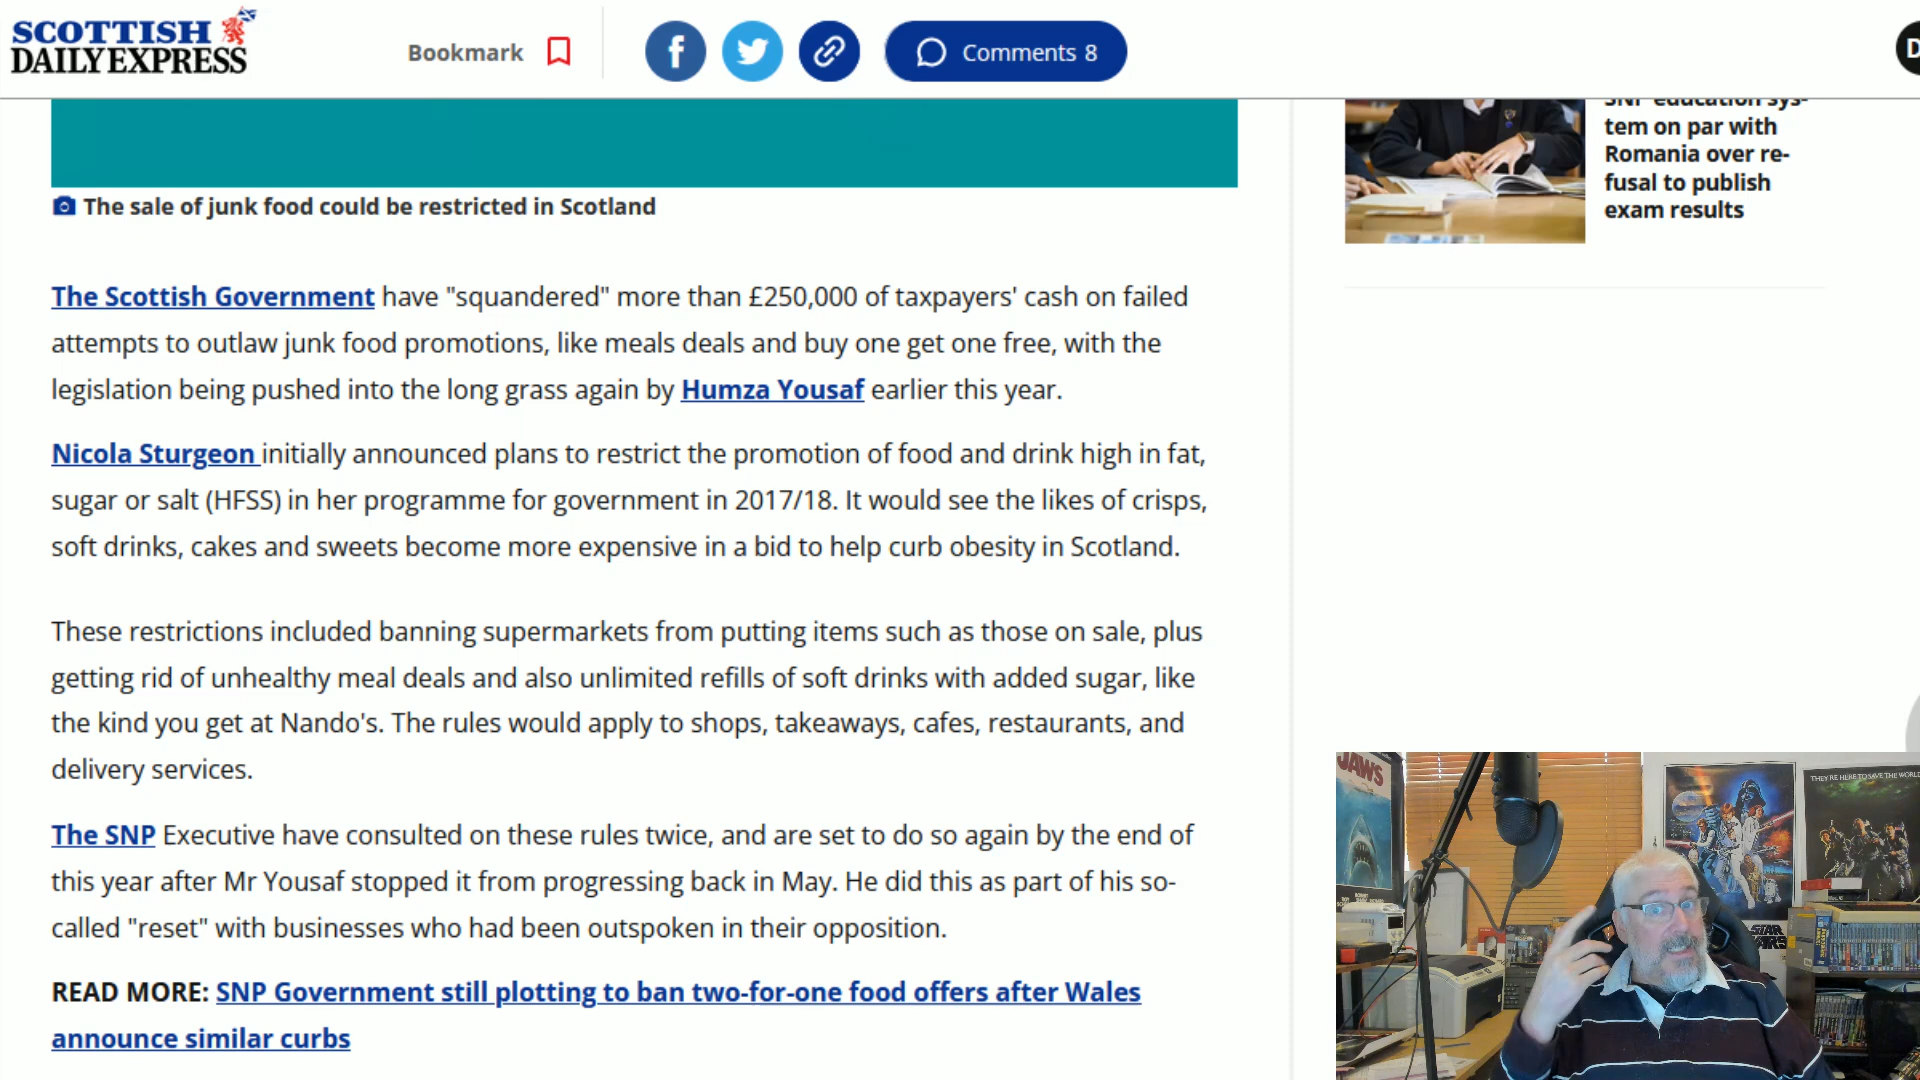 SCOTTISH
DAILY EXPRESS
Bookmark
Comments 8
D
The sale of junk food could be restricted in Scotland
The Scottish Government have "squandered" more than £250,000 of taxpayers' cash on failed
attempts to outlaw junk food promotions, like meals deals and buy one get one free, with the
legislation being pushed into the long grass again by Humza Yousaf earlier this year.
Nicola Sturgeon initially announced plans to restrict the promotion of food and drink high in fat,
sugar or salt (HFSS) in her programme for government in 2017/18. It would see the likes of crisps,
soft drinks, cakes and sweets become more expensive in a bid to help curb obesity in Scotland.
These restrictions included banning supermarkets from putting items such as those on sale, plus
getting rid of unhealthy meal deals and also unlimited refills of soft drinks with added sugar, like
the kind you get at Nando's. The rules would apply to shops, takeaways, cafes, restaurants, and
delivery services.
The SNP Executive have consulted on these rules twice, and are set to do so again by the end of
this year after Mr Yousaf stopped it from progressing back in May. He did this as part of his so-
called "reset" with businesses who had been outspoken in their opposition.
READ MORE: SNP Government still plotting to ban two-for-one food offers after Wales
announce similar curbs
SNP education sys-
tem on par with
Romania over re-
fusal to publish
exam results
JAWS
THEY'RE HERE TO SAVE THE WORLD
STAR
WARS